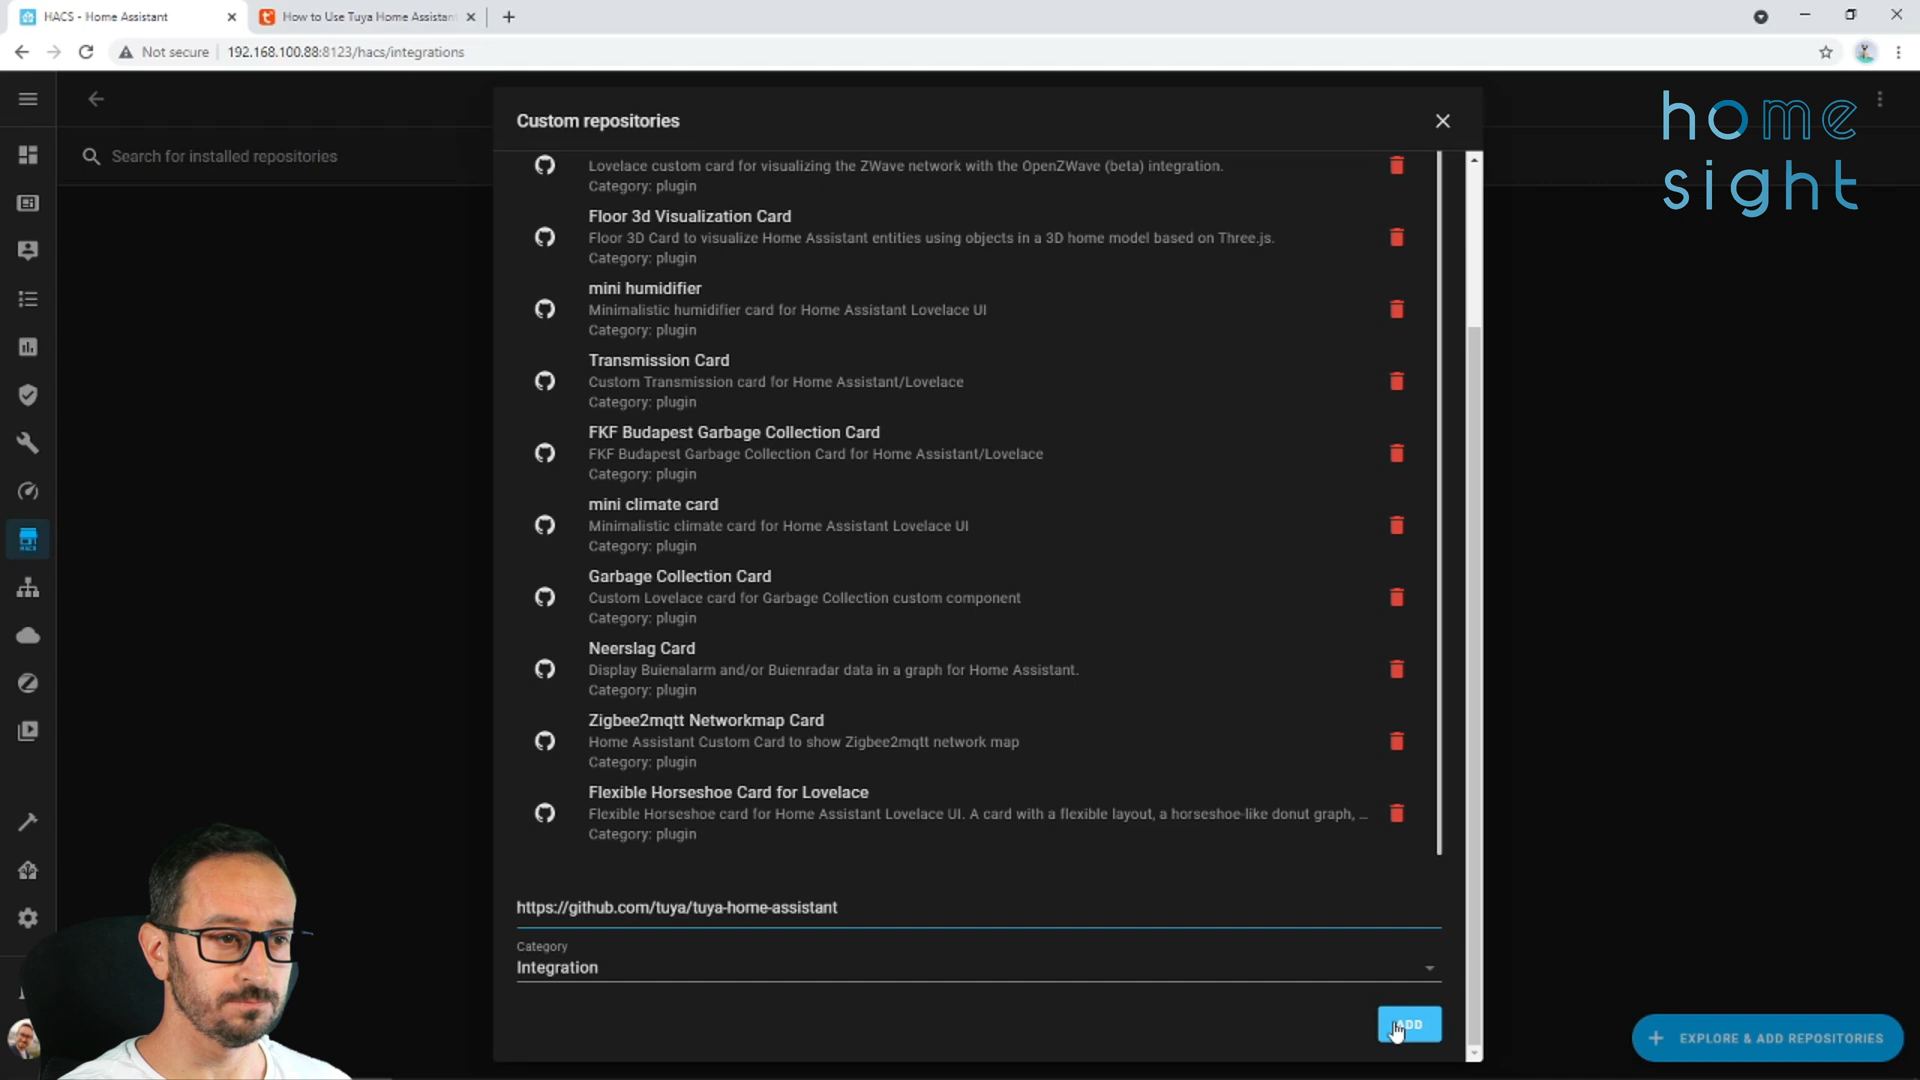 HACS - Home Assistant
How to Use Tuya Home Assistan
Not secure
192.168.100.88:8123/hacs/integrations
home
sight
Search for installed repositories
Custom repositories
Lovelace custom card for visualizing the ZWave network with the OpenZWave (beta) integration.
Category: plugin
Floor 3d Visualization Card
Floor 3D Card to visualize Home Assistant entities using objects in a 3D home model based on Three.js.
Category: plugin
mini humidifier
Minimalistic humidifier card for Home Assistant Lovelace UI
Category: plugin
Transmission Card
Custom Transmission card for Home Assistant/Lovelace
Category: plugin
FKF Budapest Garbage Collection Card
FKF Budapest Garbage Collection Card for Home Assistant/Lovelace
Category: plugin
mini climate card
Minimalistic climate card for Home Assistant Lovelace UI
Category: plugin
Garbage Collection Card
Custom Lovelace card for Garbage Collection custom component
Category: plugin
Neerslag Card
Display Buienalarm and/or Buienradar data in a graph for Home Assistant.
Category: plugin
Zigbee2mqtt Networkmap Card
Home Assistant Custom Card to show Zigbee2mqtt network map
Category: plugin
Flexible Horseshoe Card for Lovelace
Flexible Horseshoe card for Home Assistant Lovelace UI. A card with a flexible layout, a horseshoe-like donut graph, ...
Category: plugin
https://github.com/tuya/tuya-home-assistant
Category
Integration
ADD
EXPLORE & ADD REPOSITORIES
HACS